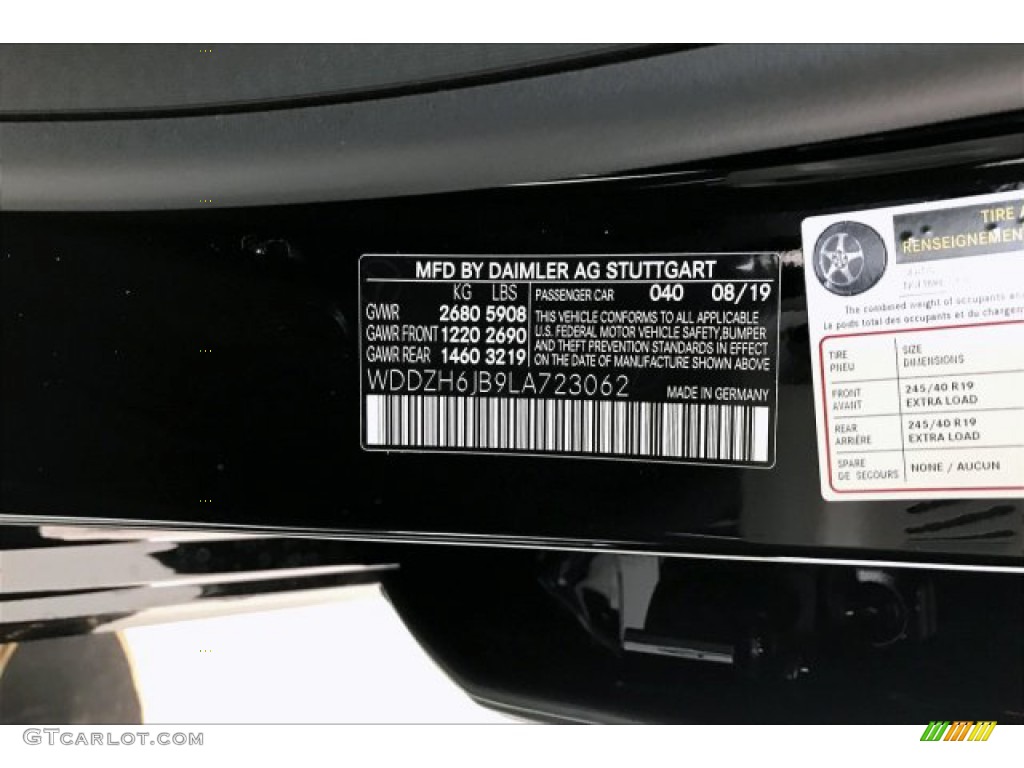 MFD BY DAIMLER AG STUTTGART
KG LBS
GVWR 2680 5908
GAWR FRONT 1220 2690
GAWR REAR 1460 3219
PASSENGER CAR 040 08/19
THIS VEHICLE CONFORMS TO ALL APPLICABLE
U.S. FEDERAL MOTOR VEHICLE SAFETY,BUMPER
AND THEFT PREVENTION STANDARDS IN EFFECT
ON THE DATE OF MANUFACTURE SHOWN ABOVE
WDDZH6JB9LA723062
MADE IN GERMANY
TIRE
RENSEIGNEMEN
The combined weight of occupants
Le poids total des occupants et du
TIRE
PNEU
SIZE
DIMENSIONS
FRONT
AVANT
245/40 R19
EXTRA LOAD
REAR
ARRIÈRE
245/40 R19
EXTRA LOAD
SPARE
DE SECOURS
NONE / AUCUN
GTCARLOT.COM